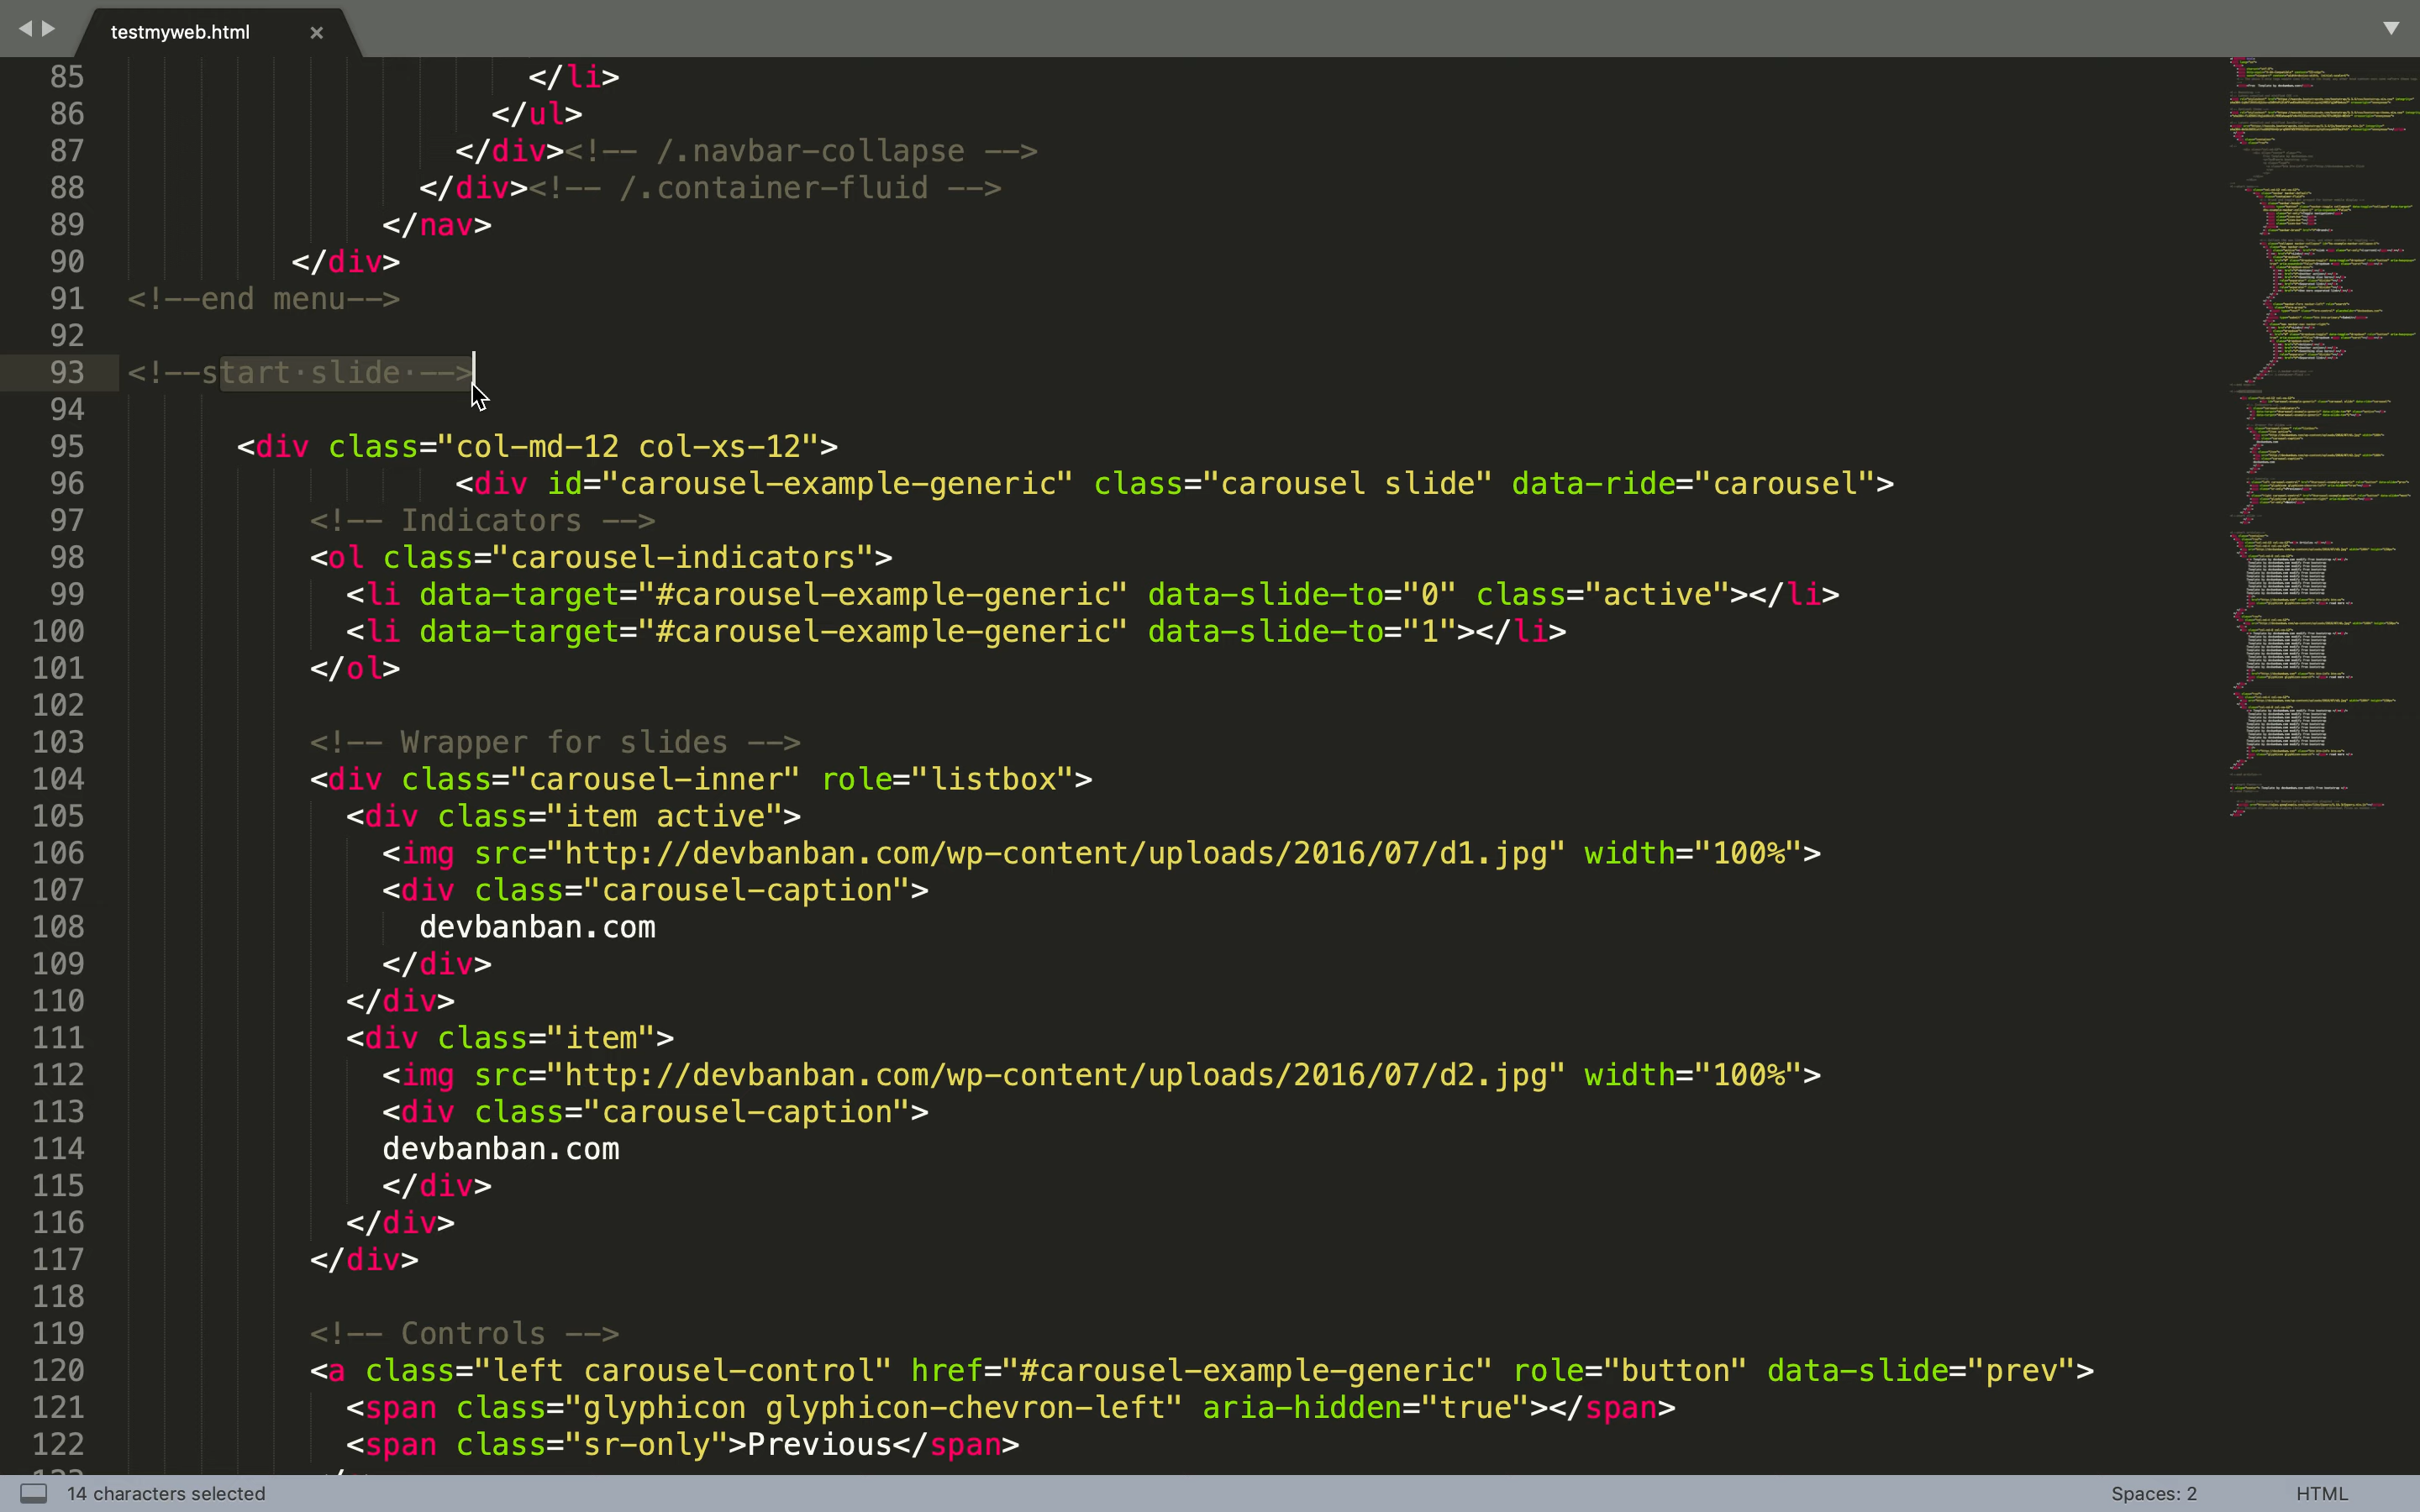 testmyweb.html
85 </li>
86 </ul>
87 </div><!-- /.navbar-collapse -->
88 </div><!-- /.container-fluid -->
89 </nav>
90 </div>
91 <!--end menu-->
92
93 <!--start·slide·-->
94
95 <div class="col-md-12 col-xs-12">
96 <div id="carousel-example-generic" class="carousel slide" data-ride="carousel">
97 <!-- Indicators -->
98 <ol class="carousel-indicators">
99 <li data-target="#carousel-example-generic" data-slide-to="0" class="active"></li>
100 <li data-target="#carousel-example-generic" data-slide-to="1"></li>
101 </ol>
102
103 <!-- Wrapper for slides -->
104 <div class="carousel-inner" role="listbox">
105 <div class="item active">
106 <img src="http://devbanban.com/wp-content/uploads/2016/07/d1.jpg" width="100%">
107 <div class="carousel-caption">
108 devbanban.com
109 </div>
110 </div>
111 <div class="item">
112 <img src="http://devbanban.com/wp-content/uploads/2016/07/d2.jpg" width="100%">
113 <div class="carousel-caption">
114 devbanban.com
115 </div>
116 </div>
117 </div>
118
119 <!-- Controls -->
120 <a class="left carousel-control" href="#carousel-example-generic" role="button" data-slide="prev">
121 <span class="glyphicon glyphicon-chevron-left" aria-hidden="true"></span>
122 <span class="sr-only">Previous</span>
14 characters selected
Spaces: 2
HTML